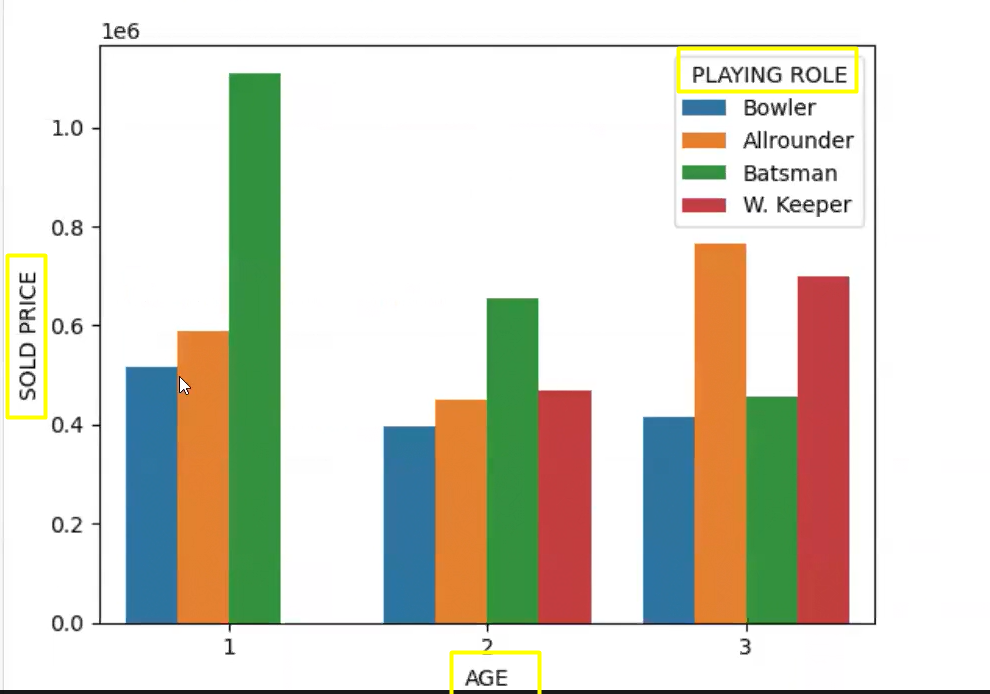 1e6
PLAYING ROLE
Bowler
Allrounder
Batsman
W. Keeper
1.0
0.8
0.6
0.4
0.2
0.0
SOLD PRICE
1 2 3
AGE